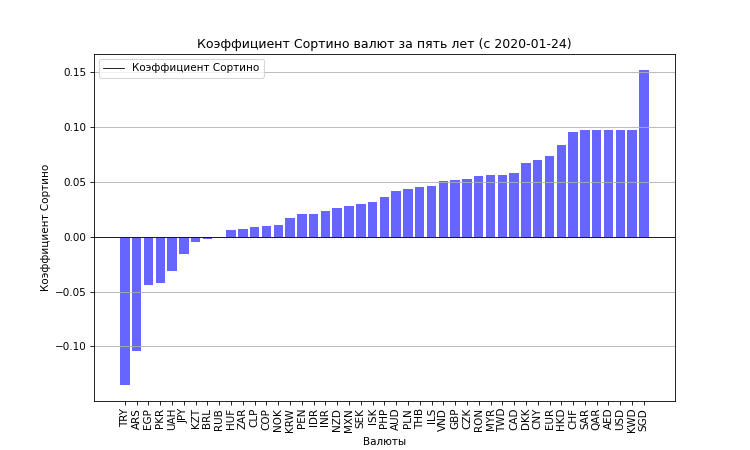 Коэффициент Сортино валют за пять лет (с 2020-01-24)
Коэффициент Сортино
0.15
0.10
0.05
0.00
−0.05
−0.10
Коэффициент Сортино
TRY
ARS
EGP
PKR
UAH
JPY
KZT
BRL
RUB
HUF
ZAR
CLP
COP
NOK
KRW
PEN
IDR
INR
NZD
MXN
SEK
ISK
PHP
AUD
PLN
THB
ILS
VND
GBP
CZK
RON
MYR
TWD
CAD
DKK
CNY
EUR
HKD
CHF
SAR
QAR
AED
USD
KWD
SGD
Валюты